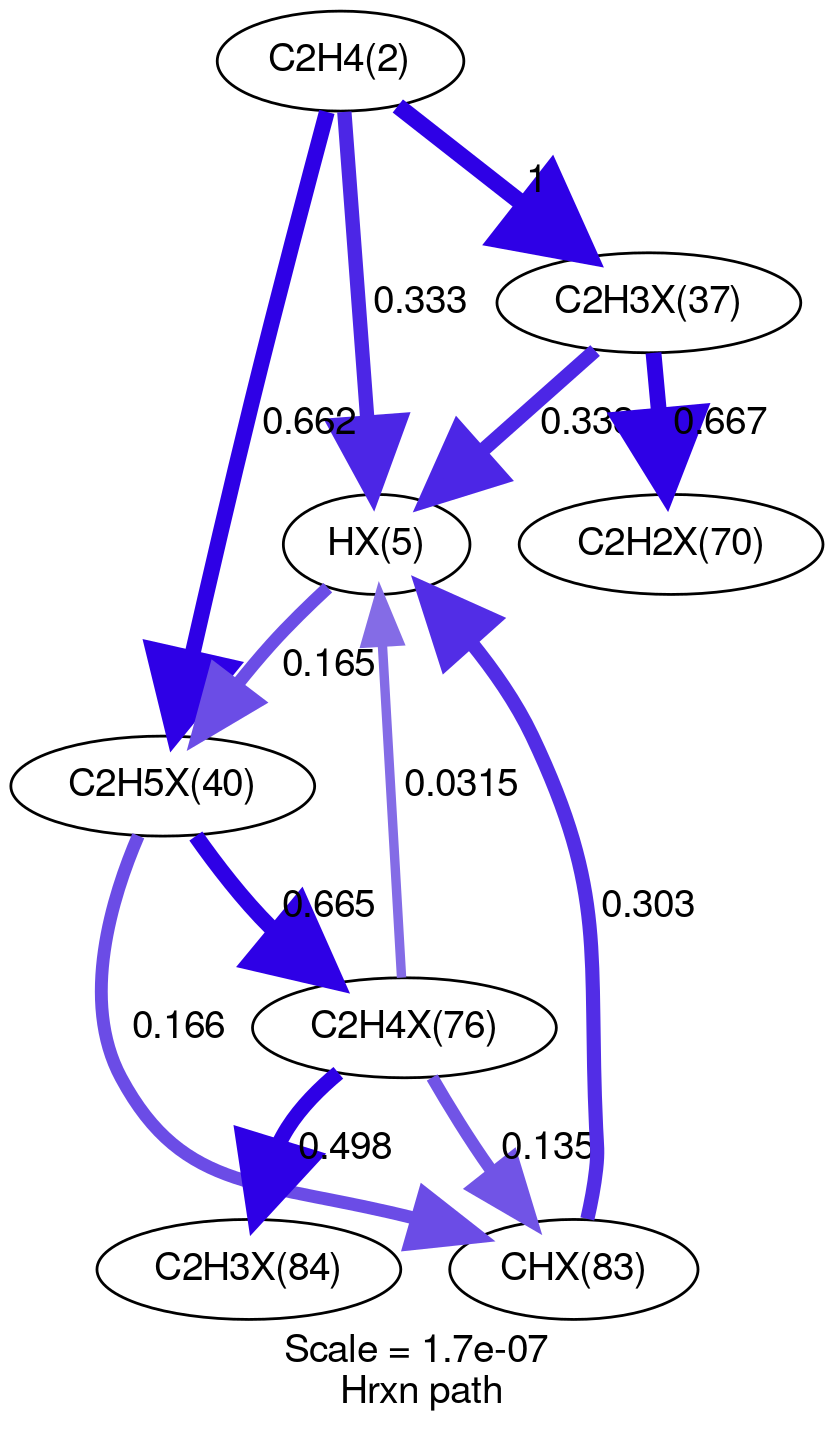 C2H4(2)
1
0.333
C2H3X(37)
0.662
0.667
HX(5)
C2H2X(70)
0.165
C2H5X(40)
0.0315
0.665
0.303
0.166
C2H4X(76)
0.498
0.135
C2H3X(84)
CHX(83)
Scale = 1.7e-07
Hrxn path